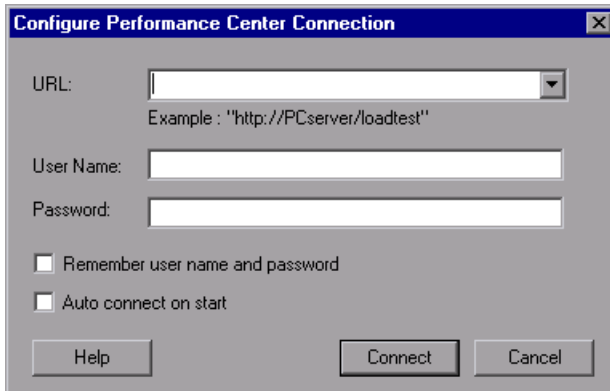 Configure Performance Center Connection
URL:
Example : "http://PCserver/loadtest"
User Name:
Password:
Remember user name and password
Auto connect on start
Help Connect Cancel